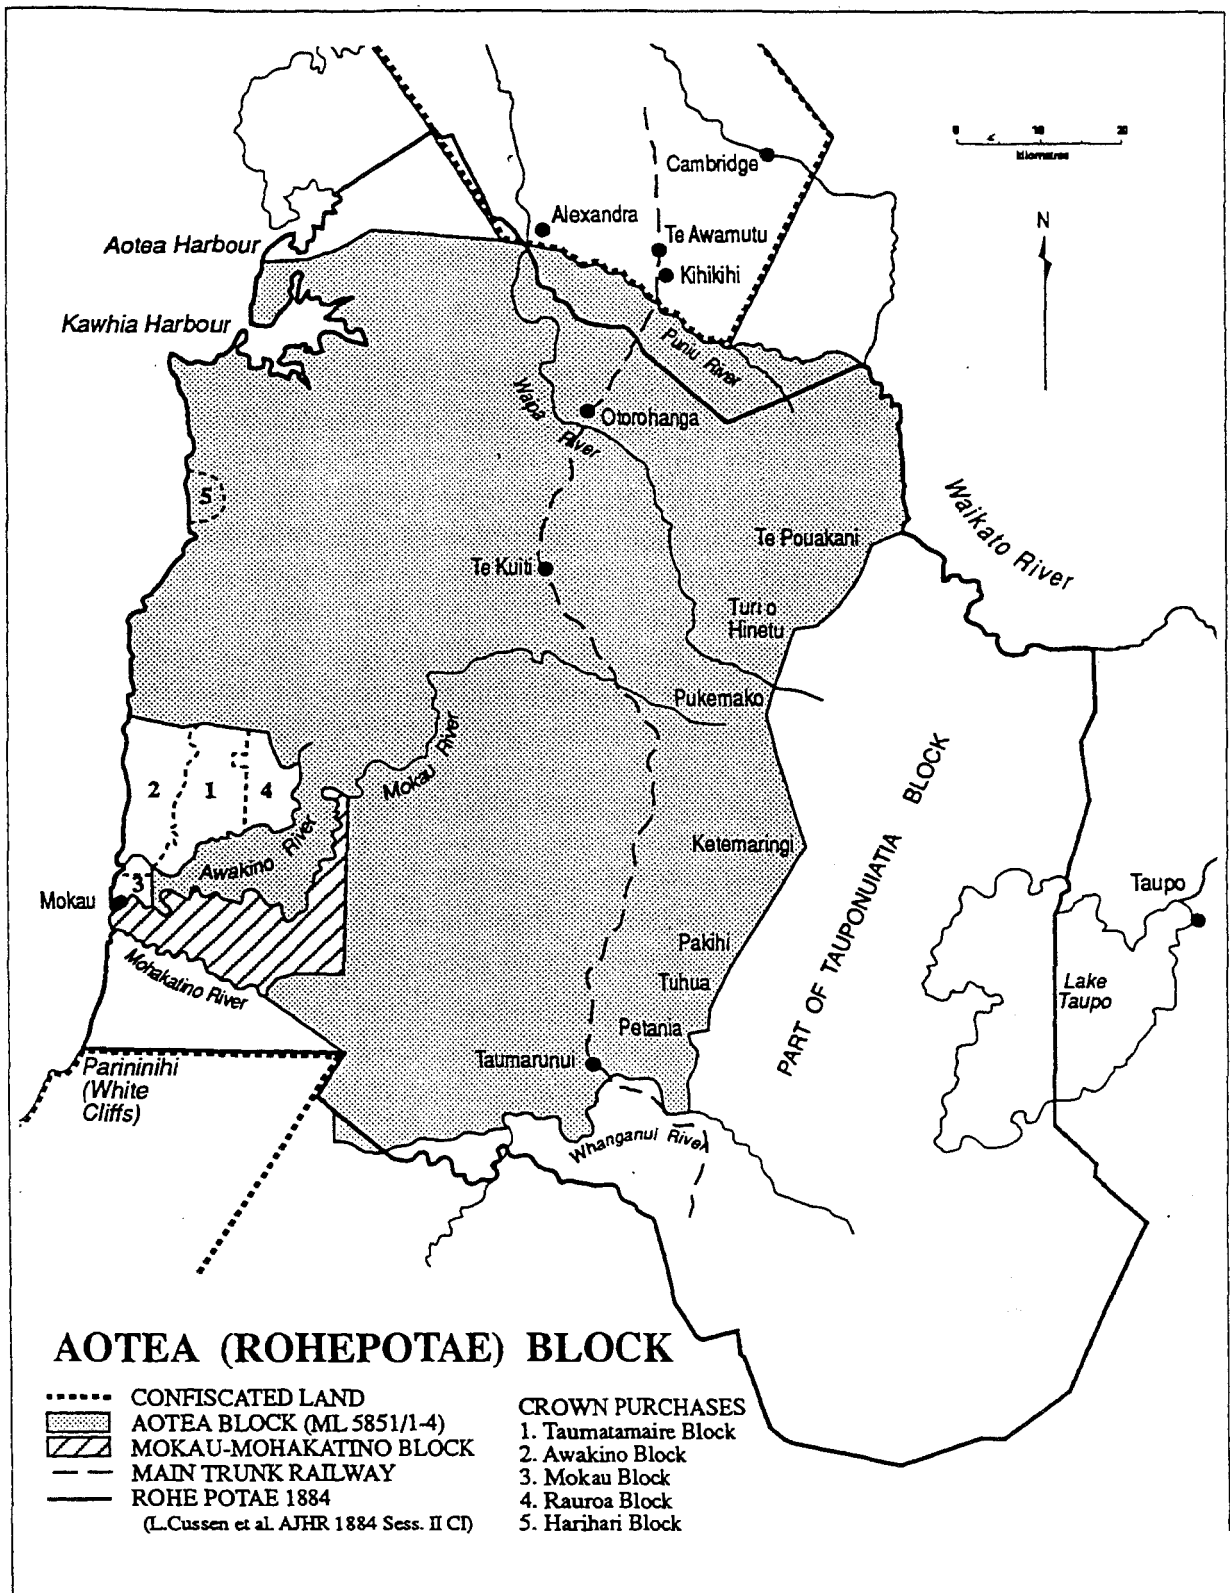 0 10 20
kilometres
Cambridge
Alexandra
N
Te Awamutu
Aotea Harbour
Kihikihi
Kawhia Harbour
Puniu River
Waipa
River
Otorohanga
5
Waikato River
Te Pouakani
Te Kuiti
Turi o
Hinetu
Pukemako
Mokau River
PART OF TAUPONUIATIA BLOCK
2
1
4
Ketemaringi
Awakino River
Taupo
3
Mokau
Pakihi
Mohakatino River
Tuhua
Lake
Taupo
Petania
Taumarunui
Parininihi
(White
Cliffs)
Whanganui River
AOTEA (ROHEPOTAE) BLOCK
CONFISCATED LAND
AOTEA BLOCK (ML 5851/1-4)
MOKAU-MOHAKATINO BLOCK
MAIN TRUNK RAILWAY
ROHE POTAE 1884
(L.Cussen et al. AJHR 1884 Sess. II CI)
CROWN PURCHASES
1. Taumatamaire Block
2. Awakino Block
3. Mokau Block
4. Rauroa Block
5. Harihari Block